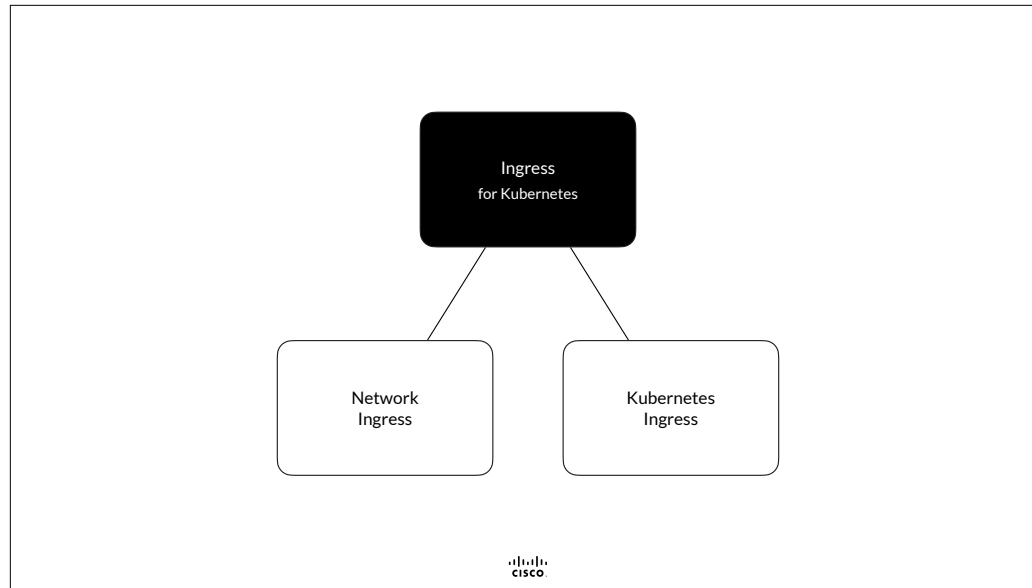 Ingress
for Kubernetes
Network
Ingress
Kubernetes
Ingress
CISCO